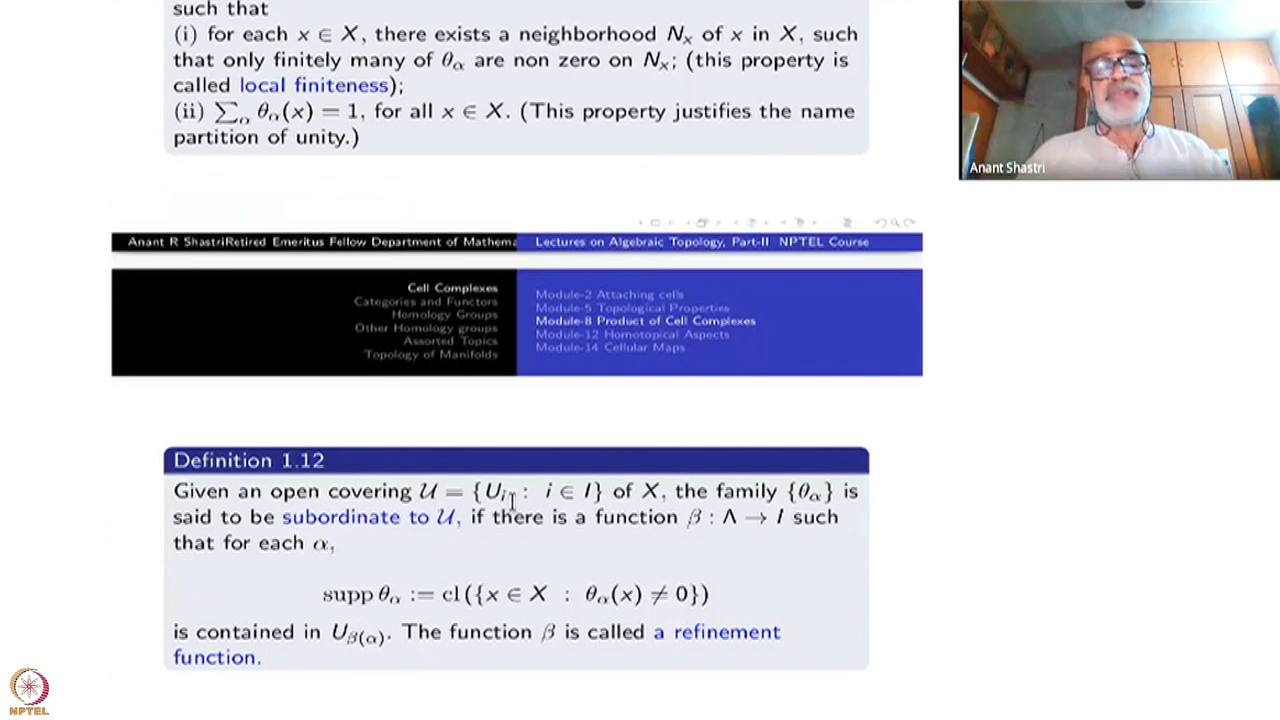 such that
(i) for each x ∈ X, there exists a neighborhood Nₓ of x in X, such
that only finitely many of θ_α are non zero on Nₓ; (this property is
called local finiteness);
(ii) ∑_α θ_α(x) = 1, for all x ∈ X. (This property justifies the name
partition of unity.)
Anant Shastri
Anant R ShastriRetired Emeritus Fellow Department of Mathema
Lectures on Algebraic Topology, Part-II NPTEL Course
Cell Complexes
Categories and Functors
Homology Groups
Other Homology groups
Assorted Topics
Topology of Manifolds
Module-2 Attaching cells
Module-5 Topological Properties
Module-8 Product of Cell Complexes
Module-12 Homotopical Aspects
Module-14 Cellular Maps
Definition 1.12
Given an open covering 𝒰 = {U_i : i ∈ I} of X, the family {θ_α} is
said to be subordinate to 𝒰, if there is a function β : Λ → I such
that for each α,
supp θ_α := cl({x ∈ X : θ_α(x) ≠ 0})
is contained in U_β(α). The function β is called a refinement
function.
NPTEL